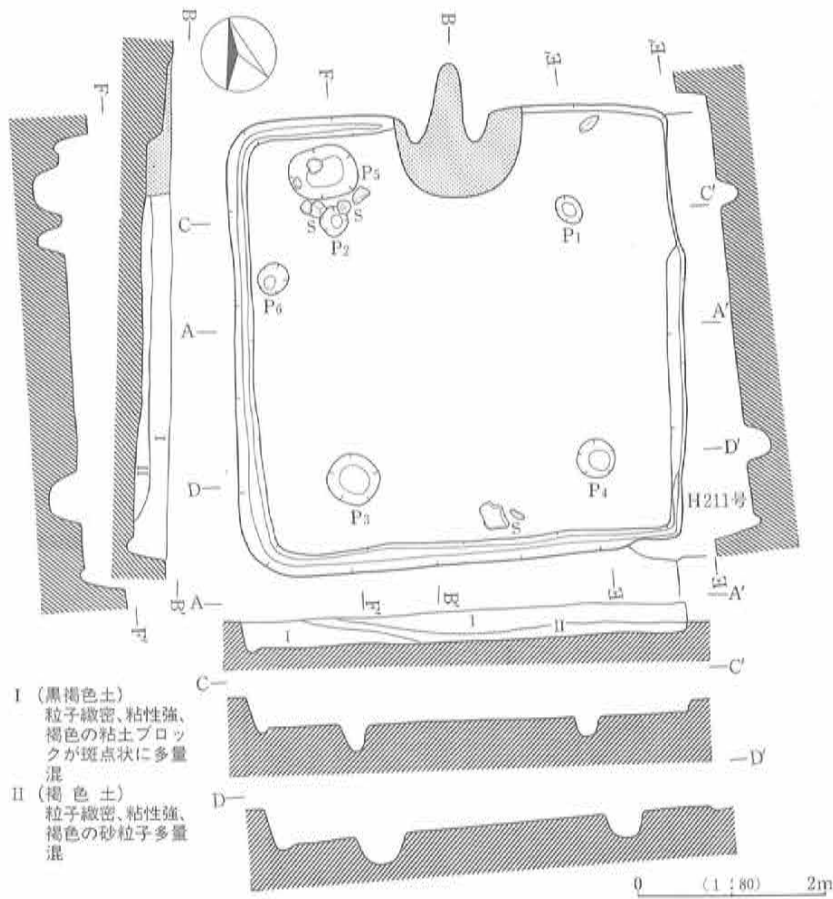 B
B
E'
E'
F
F
P5
C
C'
S
S
P2
P1
P6
A
A'
I
II
D
D'
P3
P4
S
H211号
B'
A
F'
B'
E
E
A'
F'
I
I
II
C'
C
D'
D
I (黒褐色土)
粒子緻密、粘性強、
褐色の粘土ブロッ
クが斑点状に多量
混
II (褐色土)
粒子緻密、粘性強、
褐色の砂粒子多量
混
0 (1:80) 2m